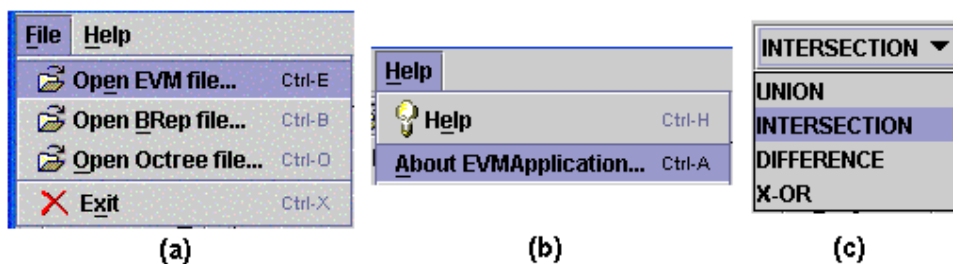 File Help
Open EVM file... Ctrl-E
Open BRep file... Ctrl-B
Open Octree file... Ctrl-O
Exit Ctrl-X
(a)
Help
Help Ctrl-H
About EVMApplication... Ctrl-A
(b)
INTERSECTION
UNION
INTERSECTION
DIFFERENCE
X-OR
(c)